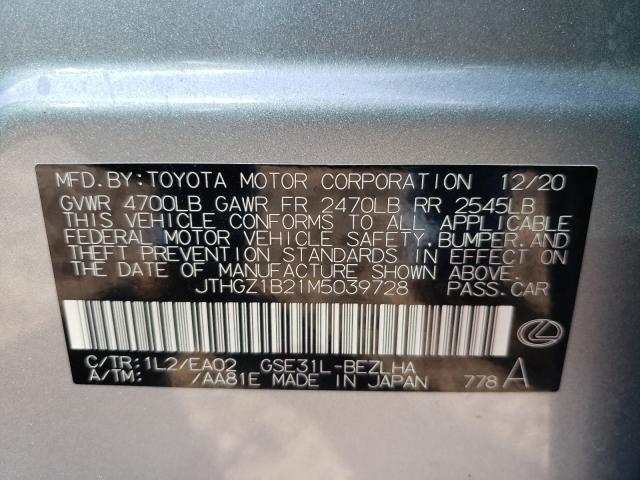 MFD.BY:TOYOTA MOTOR CORPORATION 12/20
GVWR 4700LB GAWR FR 2470LB RR 2545LB
THIS VEHICLE CONFORMS TO ALL APPLICABLE
FEDERAL MOTOR VEHICLE SAFETY,BUMPER,AND
THEFT PREVENTION STANDARDS IN EFFECT ON
THE DATE OF MANUFACTURE SHOWN ABOVE.
JTHGZ1B21M5039728 PASS.CAR
C/TR:1L2/EA02 GSE31L-BEZLHA
A/TM: /AA81E MADE IN JAPAN 778 A